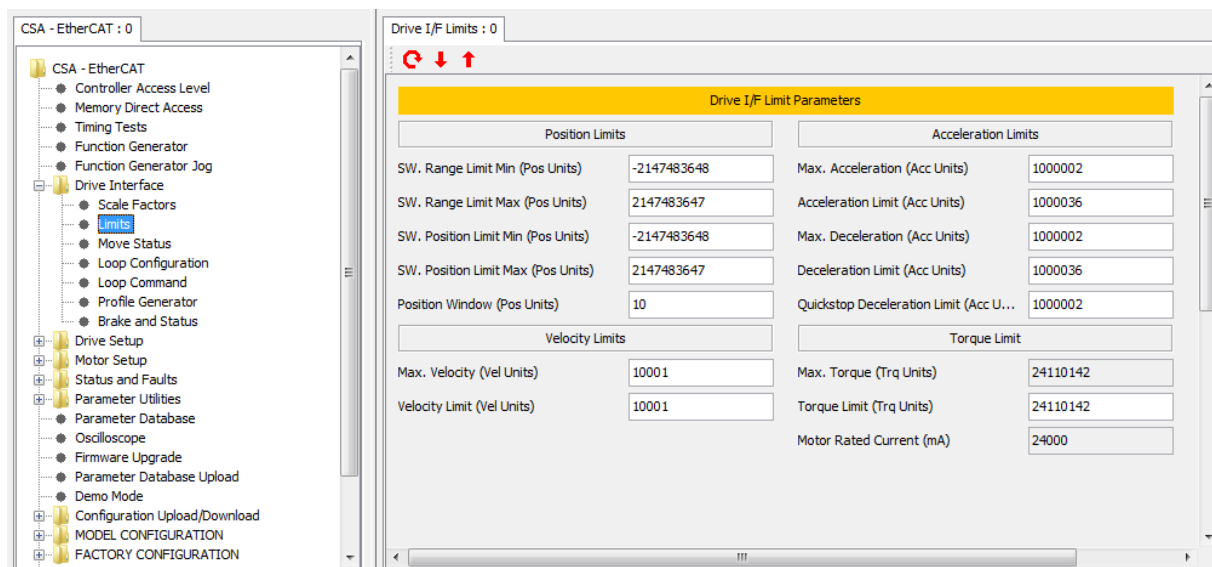 CSA - EtherCAT : 0
CSA - EtherCAT
Controller Access Level
Memory Direct Access
Timing Tests
Function Generator
Function Generator Jog
Drive Interface
Scale Factors
Limits
Move Status
Loop Configuration
Loop Command
Profile Generator
Brake and Status
Drive Setup
Motor Setup
Status and Faults
Parameter Utilities
Parameter Database
Oscilloscope
Firmware Upgrade
Parameter Database Upload
Demo Mode
Configuration Upload/Download
MODEL CONFIGURATION
FACTORY CONFIGURATION
Drive I/F Limits : 0
Drive I/F Limit Parameters
Position Limits
SW. Range Limit Min (Pos Units) -2147483648
SW. Range Limit Max (Pos Units) 2147483647
SW. Position Limit Min (Pos Units) -2147483648
SW. Position Limit Max (Pos Units) 2147483647
Position Window (Pos Units) 10
Velocity Limits
Max. Velocity (Vel Units) 10001
Velocity Limit (Vel Units) 10001
Acceleration Limits
Max. Acceleration (Acc Units) 1000002
Acceleration Limit (Acc Units) 1000036
Max. Deceleration (Acc Units) 1000002
Deceleration Limit (Acc Units) 1000036
Quickstop Deceleration Limit (Acc U... 1000002
Torque Limit
Max. Torque (Trq Units) 24110142
Torque Limit (Trq Units) 24110142
Motor Rated Current (mA) 24000